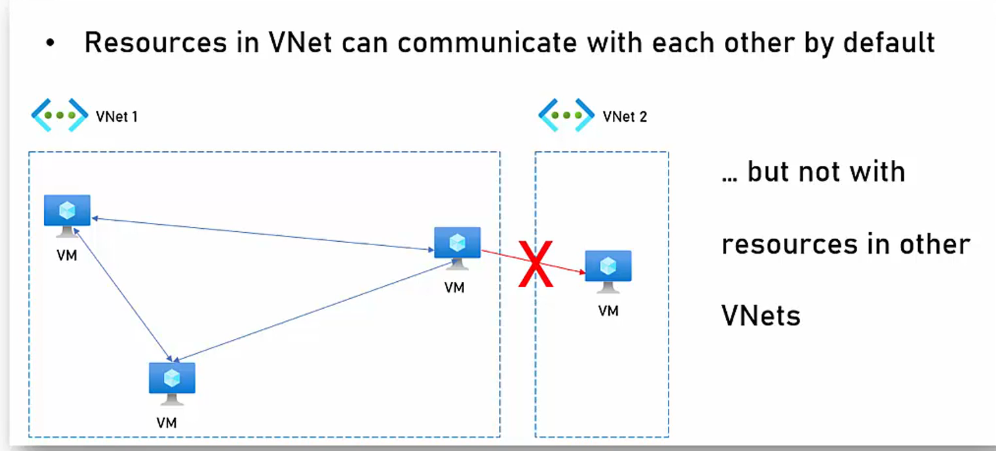 • Resources in VNet can communicate with each other by default
VNet 1
VNet 2
... but not with
resources in other
VNets
VM
VM
VM
VM
X